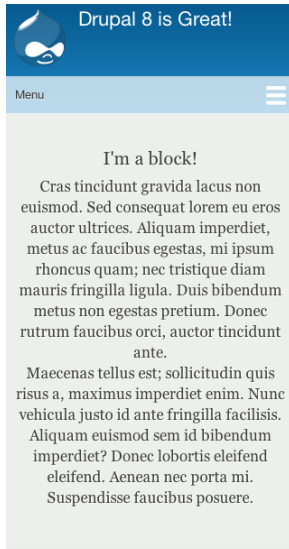 Drupal 8 is Great!
Menu
I'm a block!
Cras tincidunt gravida lacus non
euismod. Sed consequat lorem eu eros
auctor ultrices. Aliquam imperdiet,
metus ac faucibus egestas, mi ipsum
rhoncus quam; nec tristique diam
mauris fringilla ligula. Duis bibendum
metus non egestas pretium. Donec
rutrum faucibus orci, auctor tincidunt
ante.
Maecenas tellus est; sollicitudin quis
risus a, maximus imperdiet enim. Nunc
vehicula justo id ante fringilla facilisis.
Aliquam euismod sem id bibendum
imperdiet? Donec lobortis eleifend
eleifend. Aenean nec porta mi.
Suspendisse faucibus posuere.